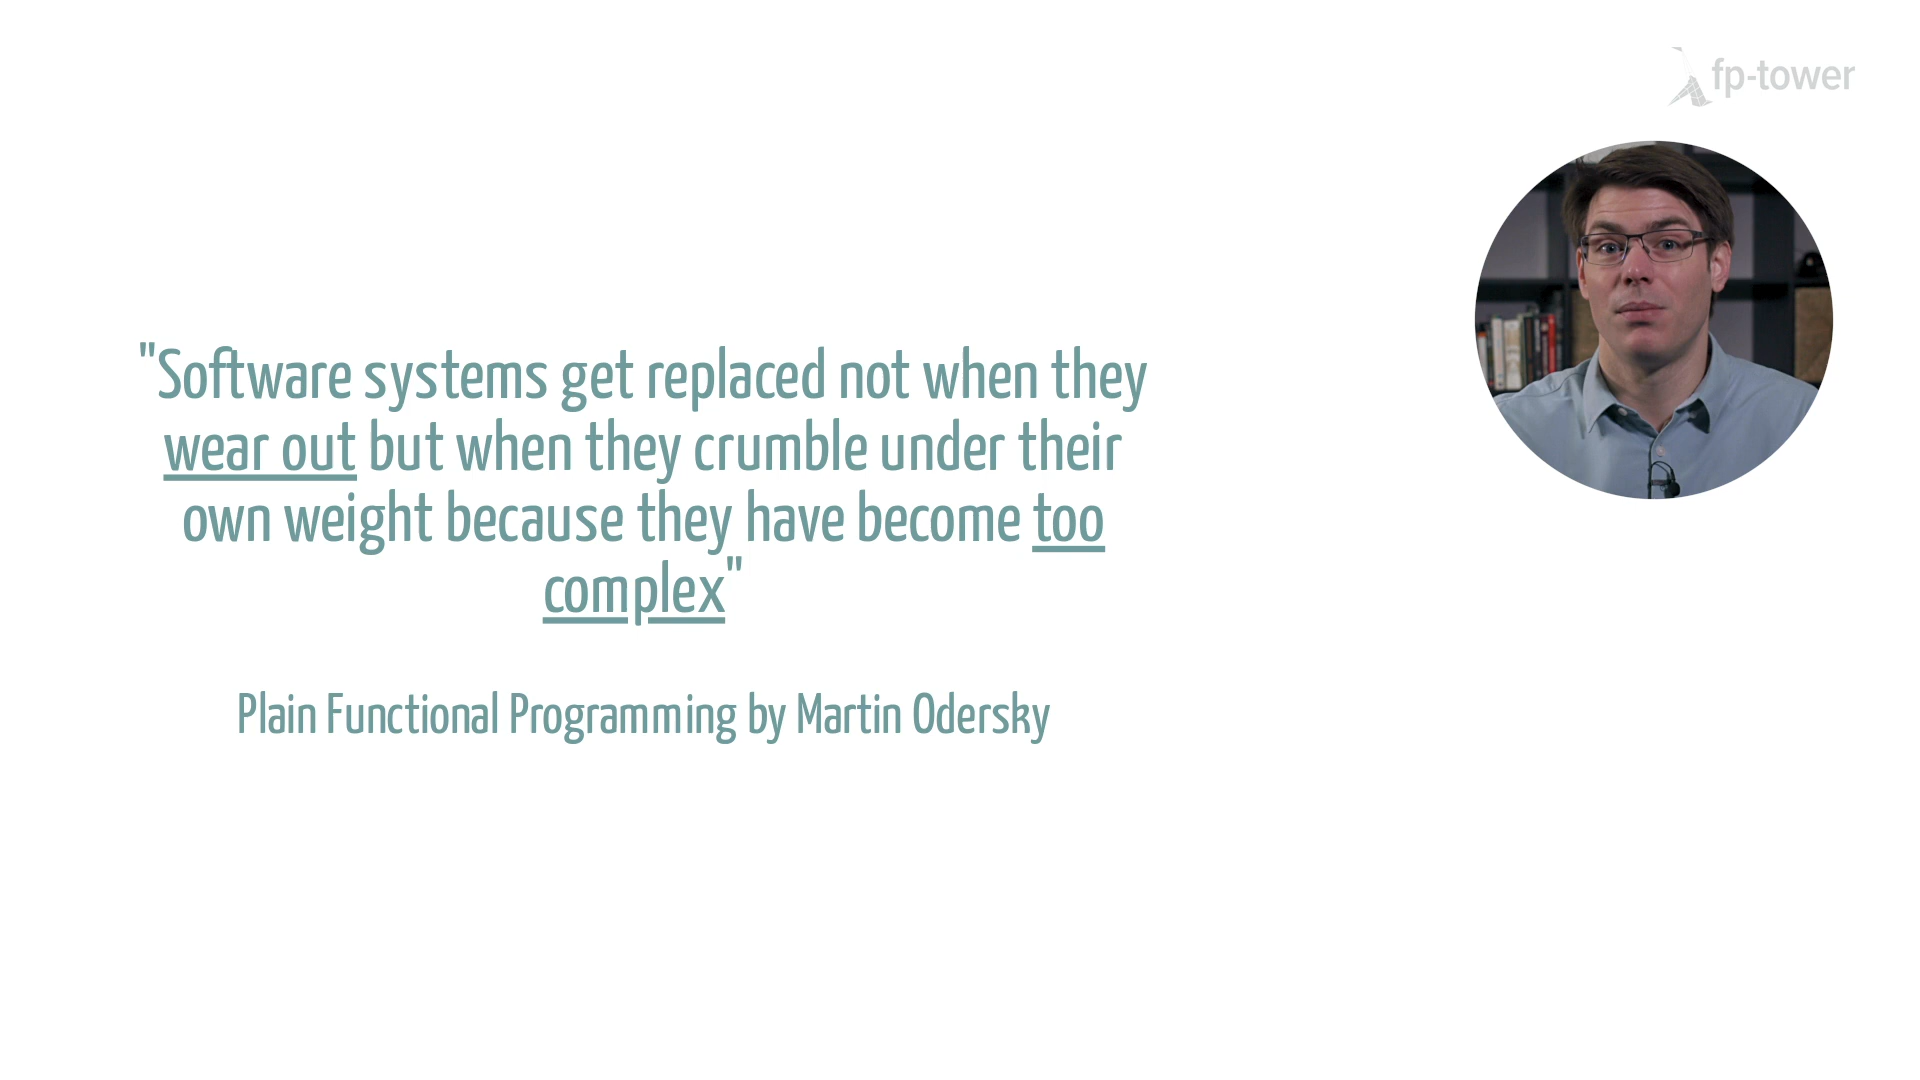 fp-tower
"Software systems get replaced not when they
wear out but when they crumble under their
own weight because they have become too
complex"
Plain Functional Programming by Martin Odersky